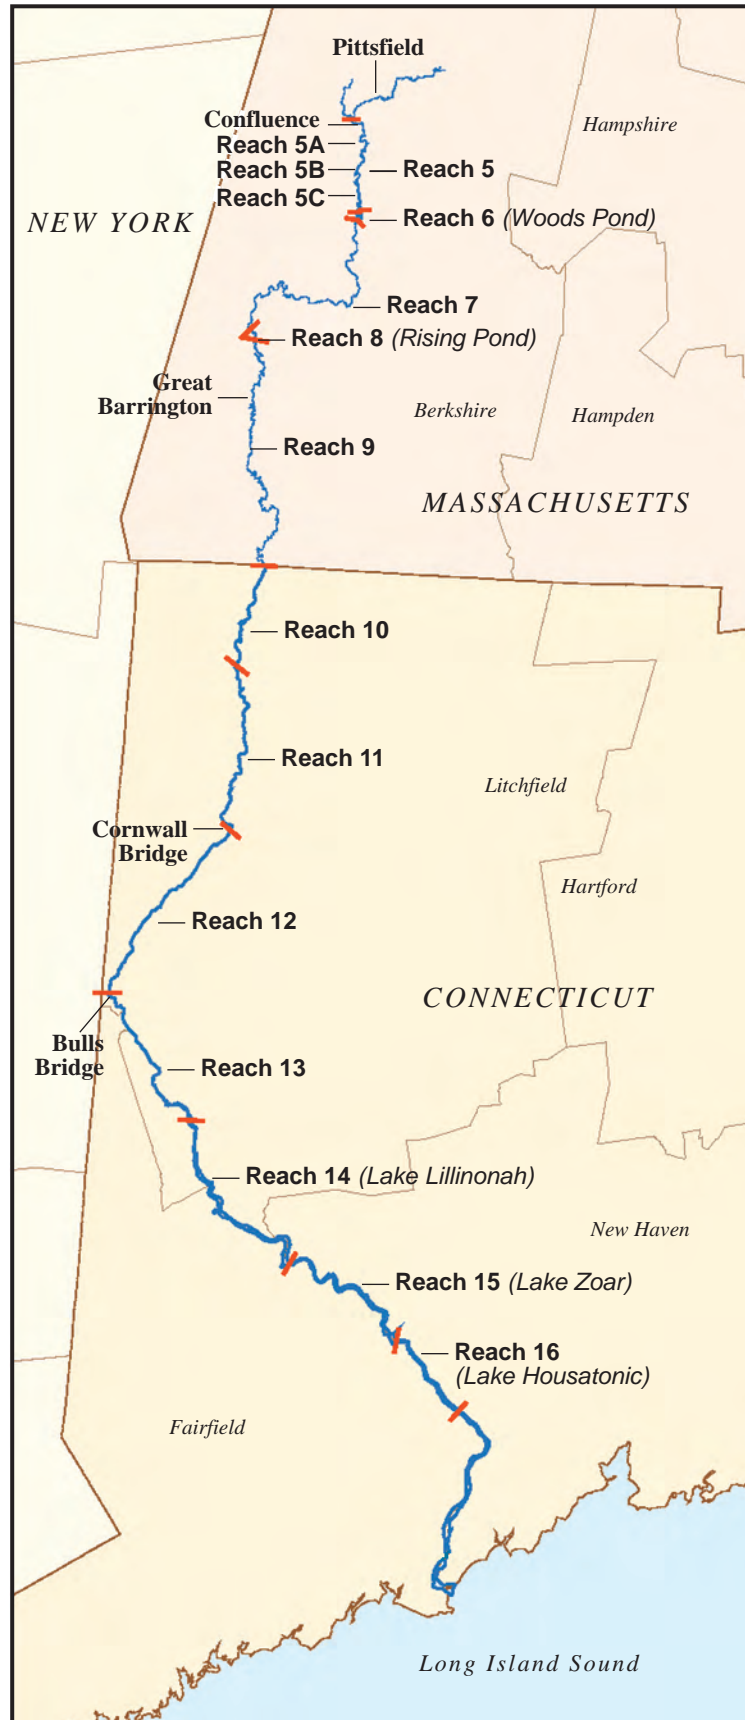 Pittsfield
Confluence
Hampshire
Reach 5A
Reach 5B
Reach 5
Reach 5C
NEW YORK
Reach 6 (Woods Pond)
Reach 7
Reach 8 (Rising Pond)
Great
Barrington
Berkshire
Hampden
Reach 9
MASSACHUSETTS
Reach 10
Reach 11
Litchfield
Cornwall
Bridge
Hartford
Reach 12
CONNECTICUT
Bulls
Bridge
Reach 13
Reach 14 (Lake Lillinonah)
New Haven
Reach 15 (Lake Zoar)
Reach 16
(Lake Housatonic)
Fairfield
Long Island Sound